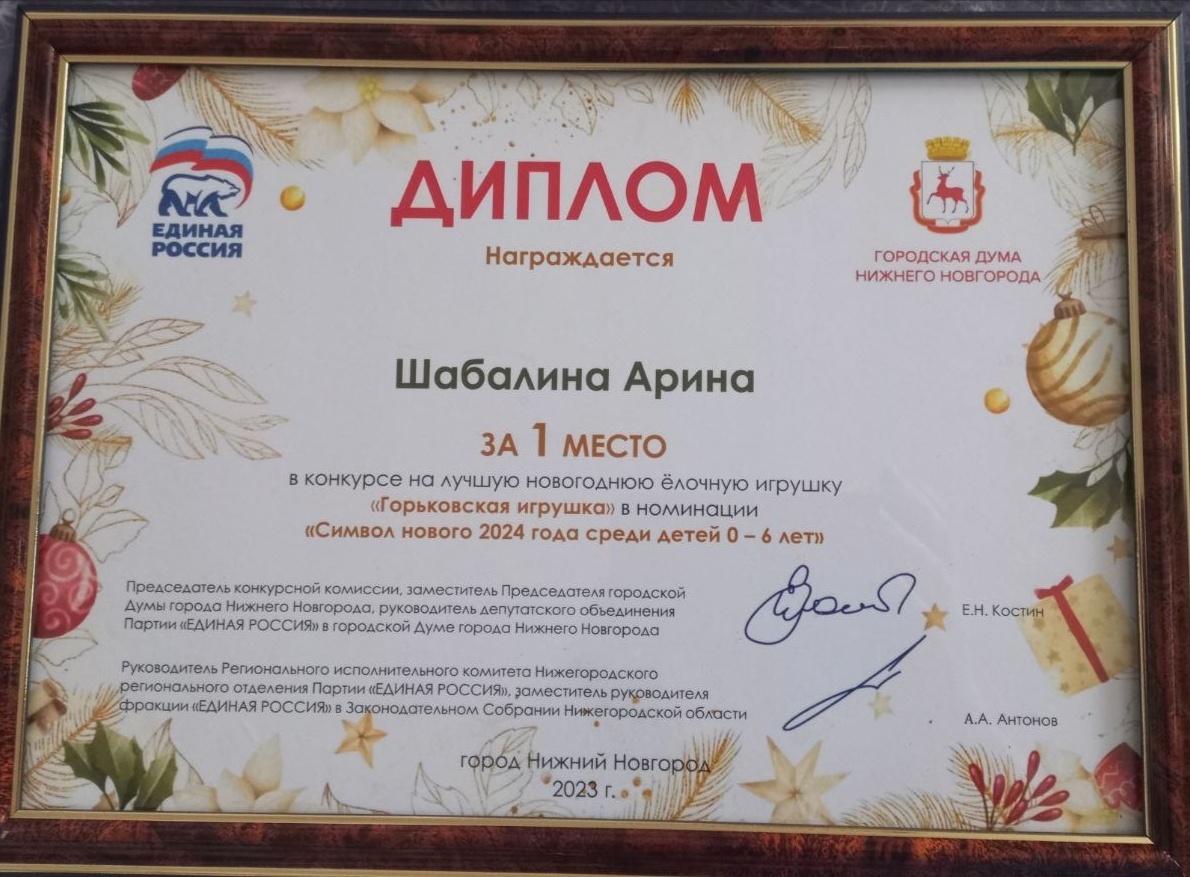 ЕДИНАЯ
РОССИЯ
ДИПЛОМ
Награждается
ГОРОДСКАЯ ДУМА
НИЖНЕГО НОВГОРОДА
Шабалина Арина
ЗА 1 МЕСТО
в конкурсе на лучшую новогоднюю ёлочную игрушку
«Горьковская игрушка» в номинации
«Символ нового 2024 года среди детей 0 – 6 лет»
Председатель конкурсной комиссии, заместитель Председателя городской
Думы города Нижнего Новгорода, руководитель депутатского объединения
Партии «ЕДИНАЯ РОССИЯ» в городской Думе города Нижнего Новгорода
Е.Н. Костин
Руководитель Регионального исполнительного комитета Нижегородского
регионального отделения Партии «ЕДИНАЯ РОССИЯ», заместитель руководителя
фракции «ЕДИНАЯ РОССИЯ» в Законодательном Собрании Нижегородской области
А.А. Антонов
город Нижний Новгород
2023 г.